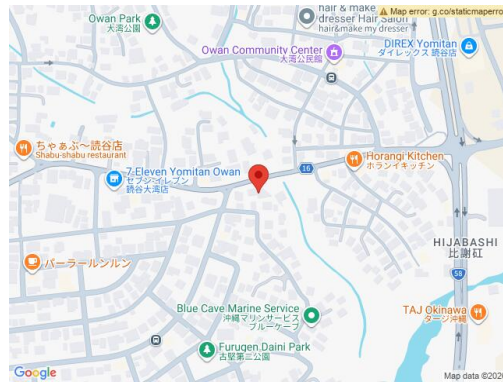 Owan Park
大湾公園
hair & make
dresser Hair Salon
hair&make my dresser
Map error: g.co/staticmaperro
Owan Community Center
大湾公民館
DIREX Yomitan
ダイレックス 読谷店
ちゃあぶ～読谷店
Shabu-shabu restaurant
7 Eleven Yomitan Owan
セブン-イレブン
読谷大湾店
16
Horangi Kitchen
ホランイキッチン
HIJABASHI
比謝矼
58
パーラールンルン
Blue Cave Marine Service
沖縄マリンサービス
ブルーケーブ
TAJ Okinawa
タージ沖縄
Furugen Daini Park
古堅第二公園
Google
Map data ©202